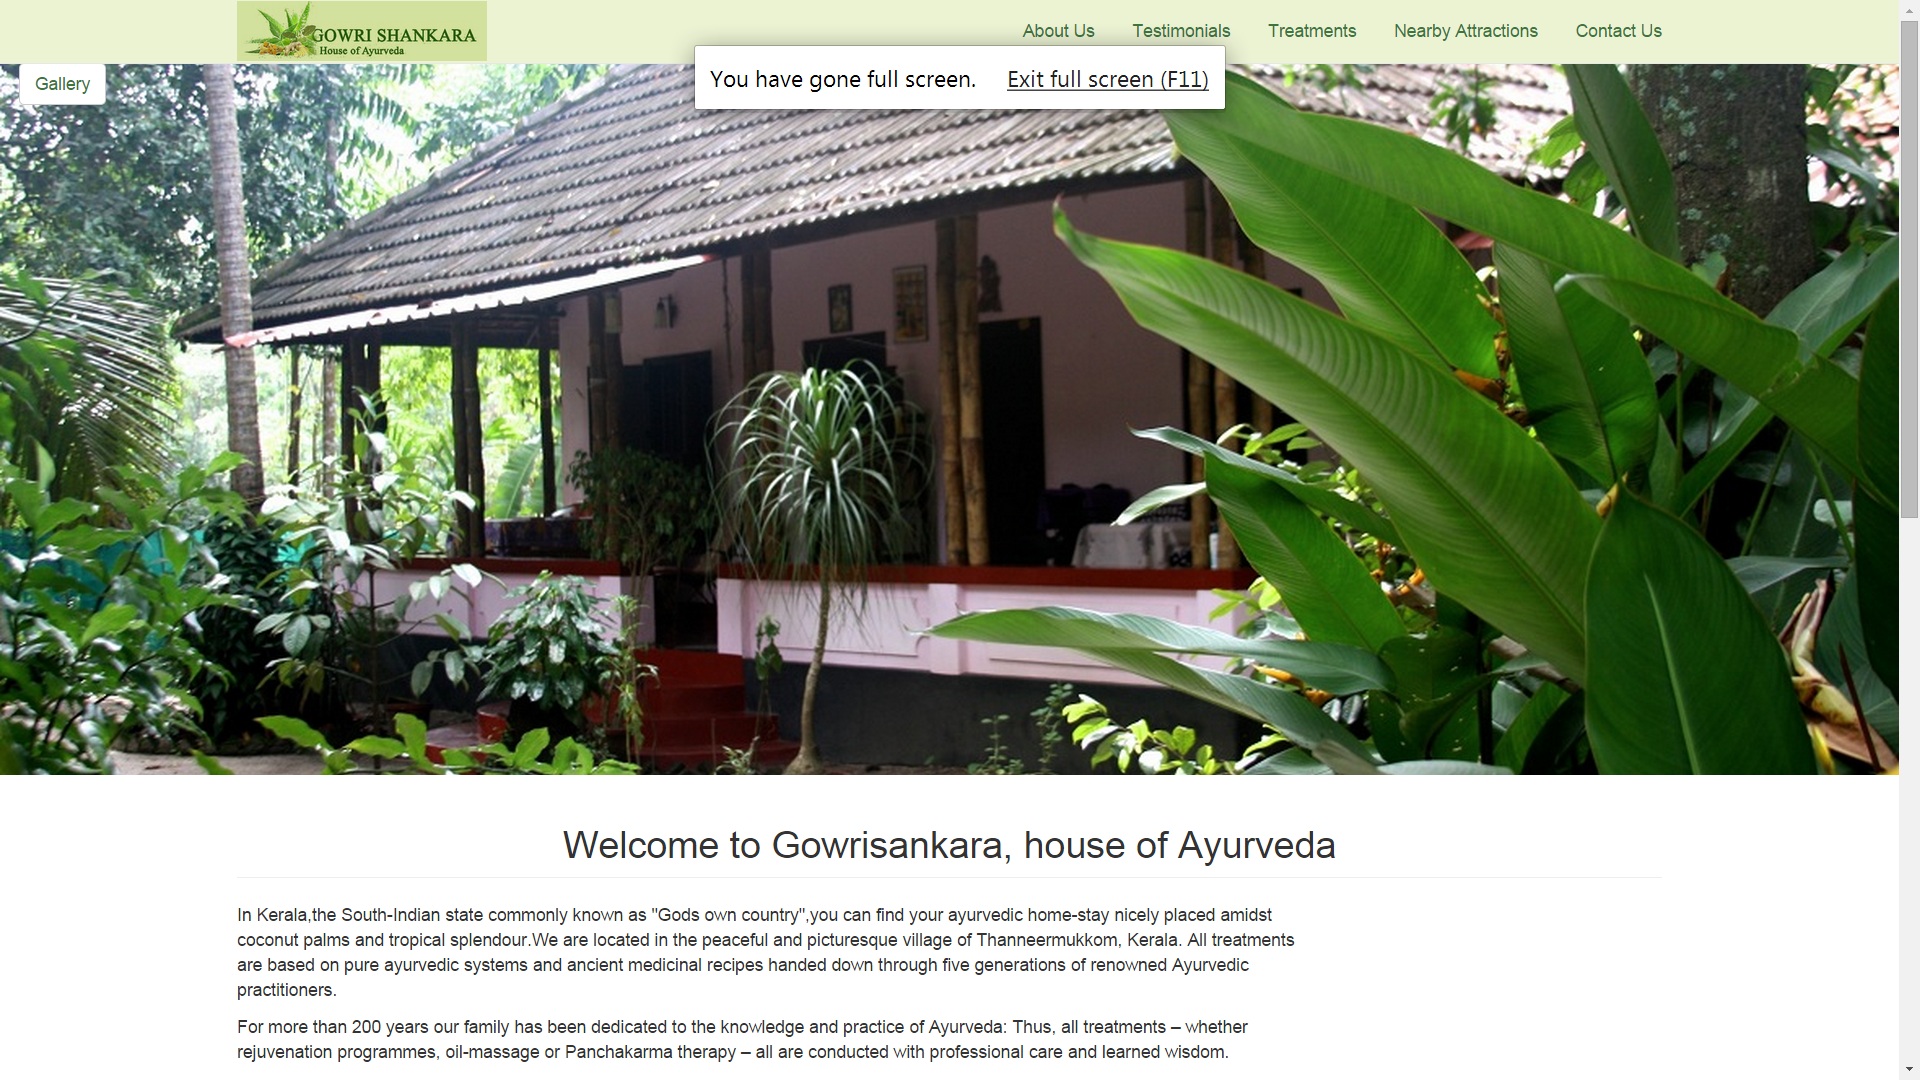 GOWRI SHANKARA
House of Ayurveda
About Us
Testimonials
Treatments
Nearby Attractions
Contact Us
Gallery
You have gone full screen. Exit full screen (F11)
Welcome to Gowrisankara, house of Ayurveda
In Kerala,the South-Indian state commonly known as "Gods own country",you can find your ayurvedic home-stay nicely placed amidst
coconut palms and tropical splendour.We are located in the peaceful and picturesque village of Thanneermukkom, Kerala. All treatments
are based on pure ayurvedic systems and ancient medicinal recipes handed down through five generations of renowned Ayurvedic
practitioners.
For more than 200 years our family has been dedicated to the knowledge and practice of Ayurveda: Thus, all treatments – whether
rejuvenation programmes, oil-massage or Panchakarma therapy – all are conducted with professional care and learned wisdom.